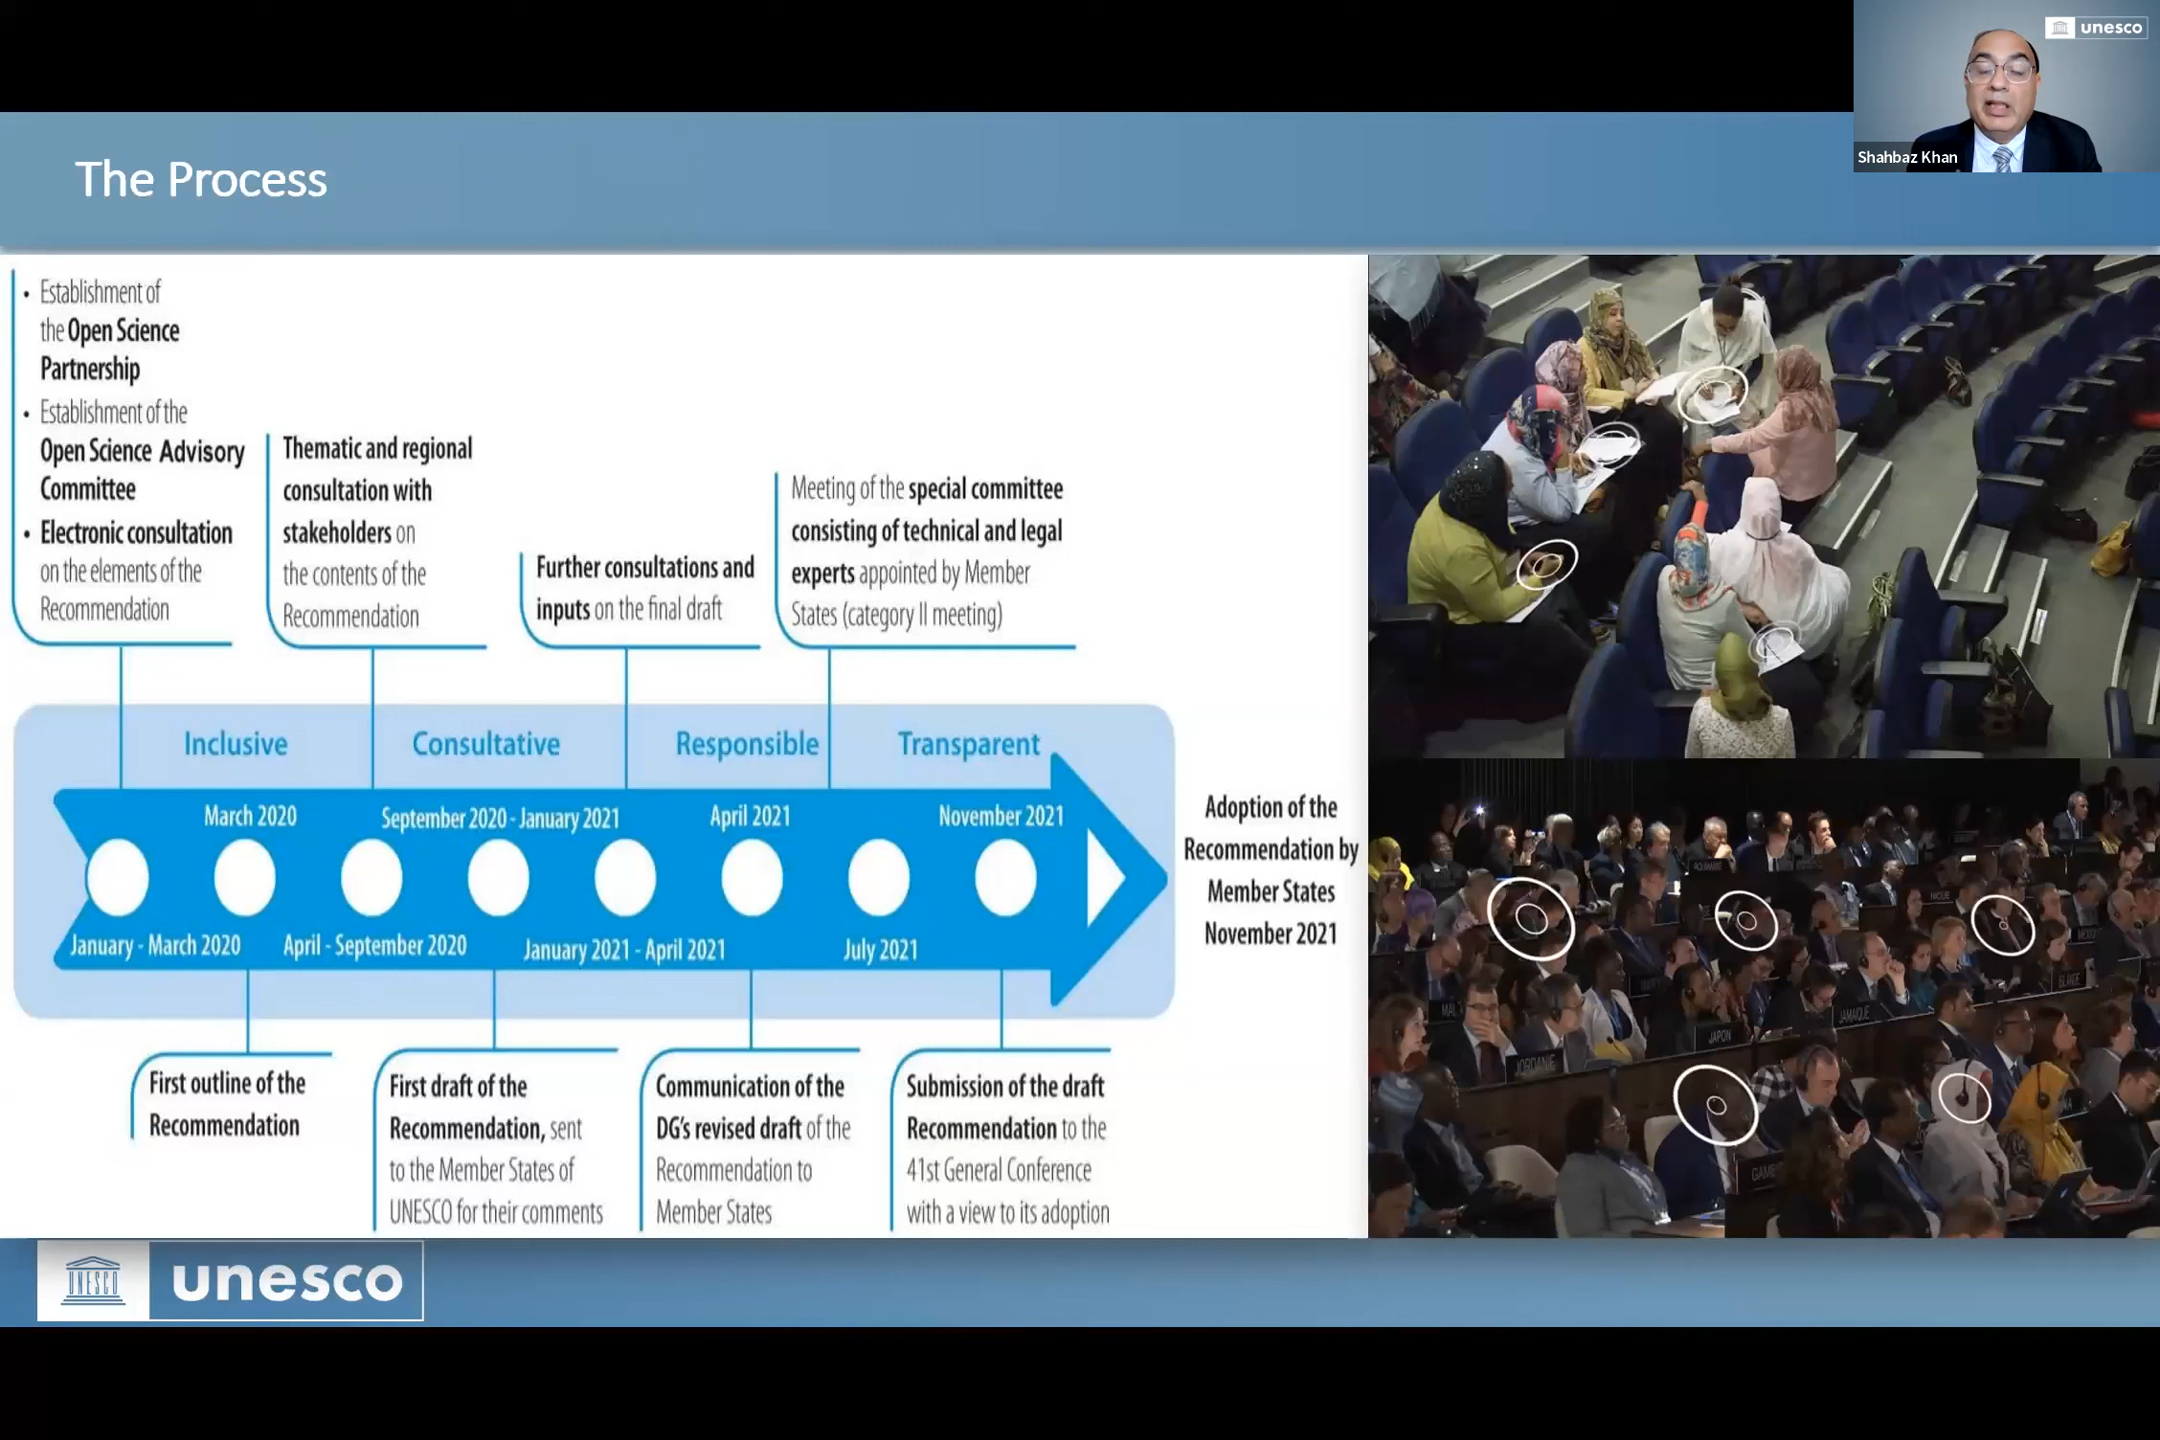 unesco
Shahbaz Khan
The Process
• Establishment of
the Open Science
Partnership
• Establishment of the
Open Science Advisory
Committee
• Electronic consultation
on the elements of the
Recommendation
Thematic and regional
consultation with
stakeholders on
the contents of the
Recommendation
Further consultations and
inputs on the final draft
Meeting of the special committee
consisting of technical and legal
experts appointed by Member
States (category II meeting)
Inclusive
Consultative
Responsible
Transparent
March 2020
September 2020 - January 2021
April 2021
November 2021
January - March 2020
April - September 2020
January 2021 - April 2021
July 2021
Adoption of the
Recommendation by
Member States
November 2021
First outline of the
Recommendation
First draft of the
Recommendation, sent
to the Member States of
UNESCO for their comments
Communication of the
DG's revised draft of the
Recommendation to
Member States
Submission of the draft
Recommendation to the
41st General Conference
with a view to its adoption
JORDANIE
JAPON
JAMAIQUE
UNESCO
unesco